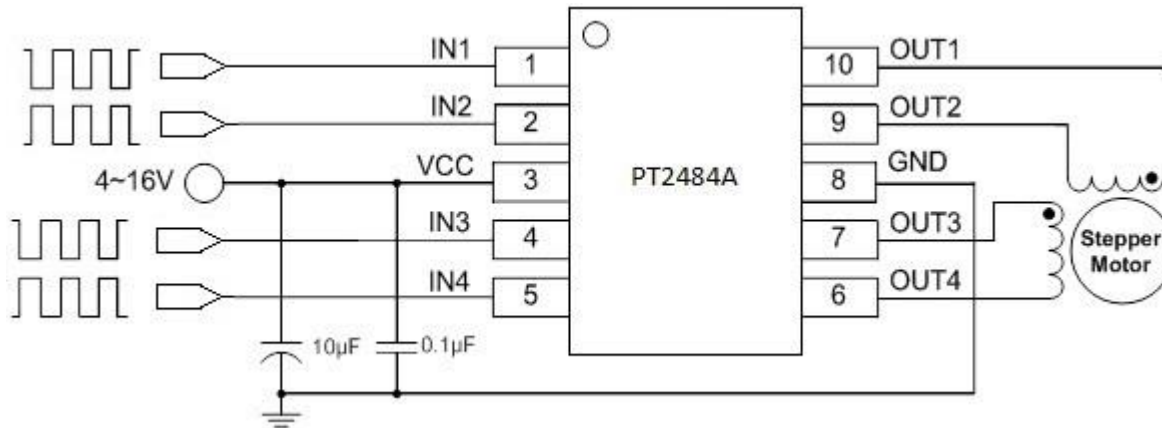 IN1 1 10 OUT1
IN2 2 9 OUT2
4~16V VCC 3 PT2484A 8 GND
IN3 4 7 OUT3
IN4 5 6 OUT4
Stepper
Motor
10µF 0.1µF